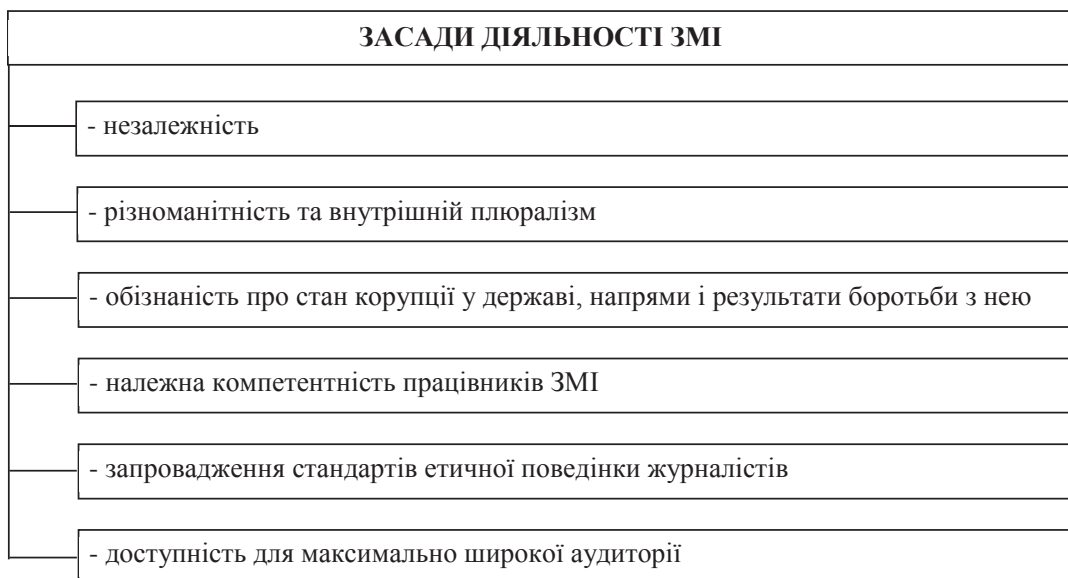 ЗАСАДИ ДІЯЛЬНОСТІ ЗМІ
- незалежність
- різноманітність та внутрішній плюралізм
- обізнаність про стан корупції у державі, напрями і результати боротьби з нею
- належна компетентність працівників ЗМІ
- запровадження стандартів етичної поведінки журналістів
- доступність для максимально широкої аудиторії